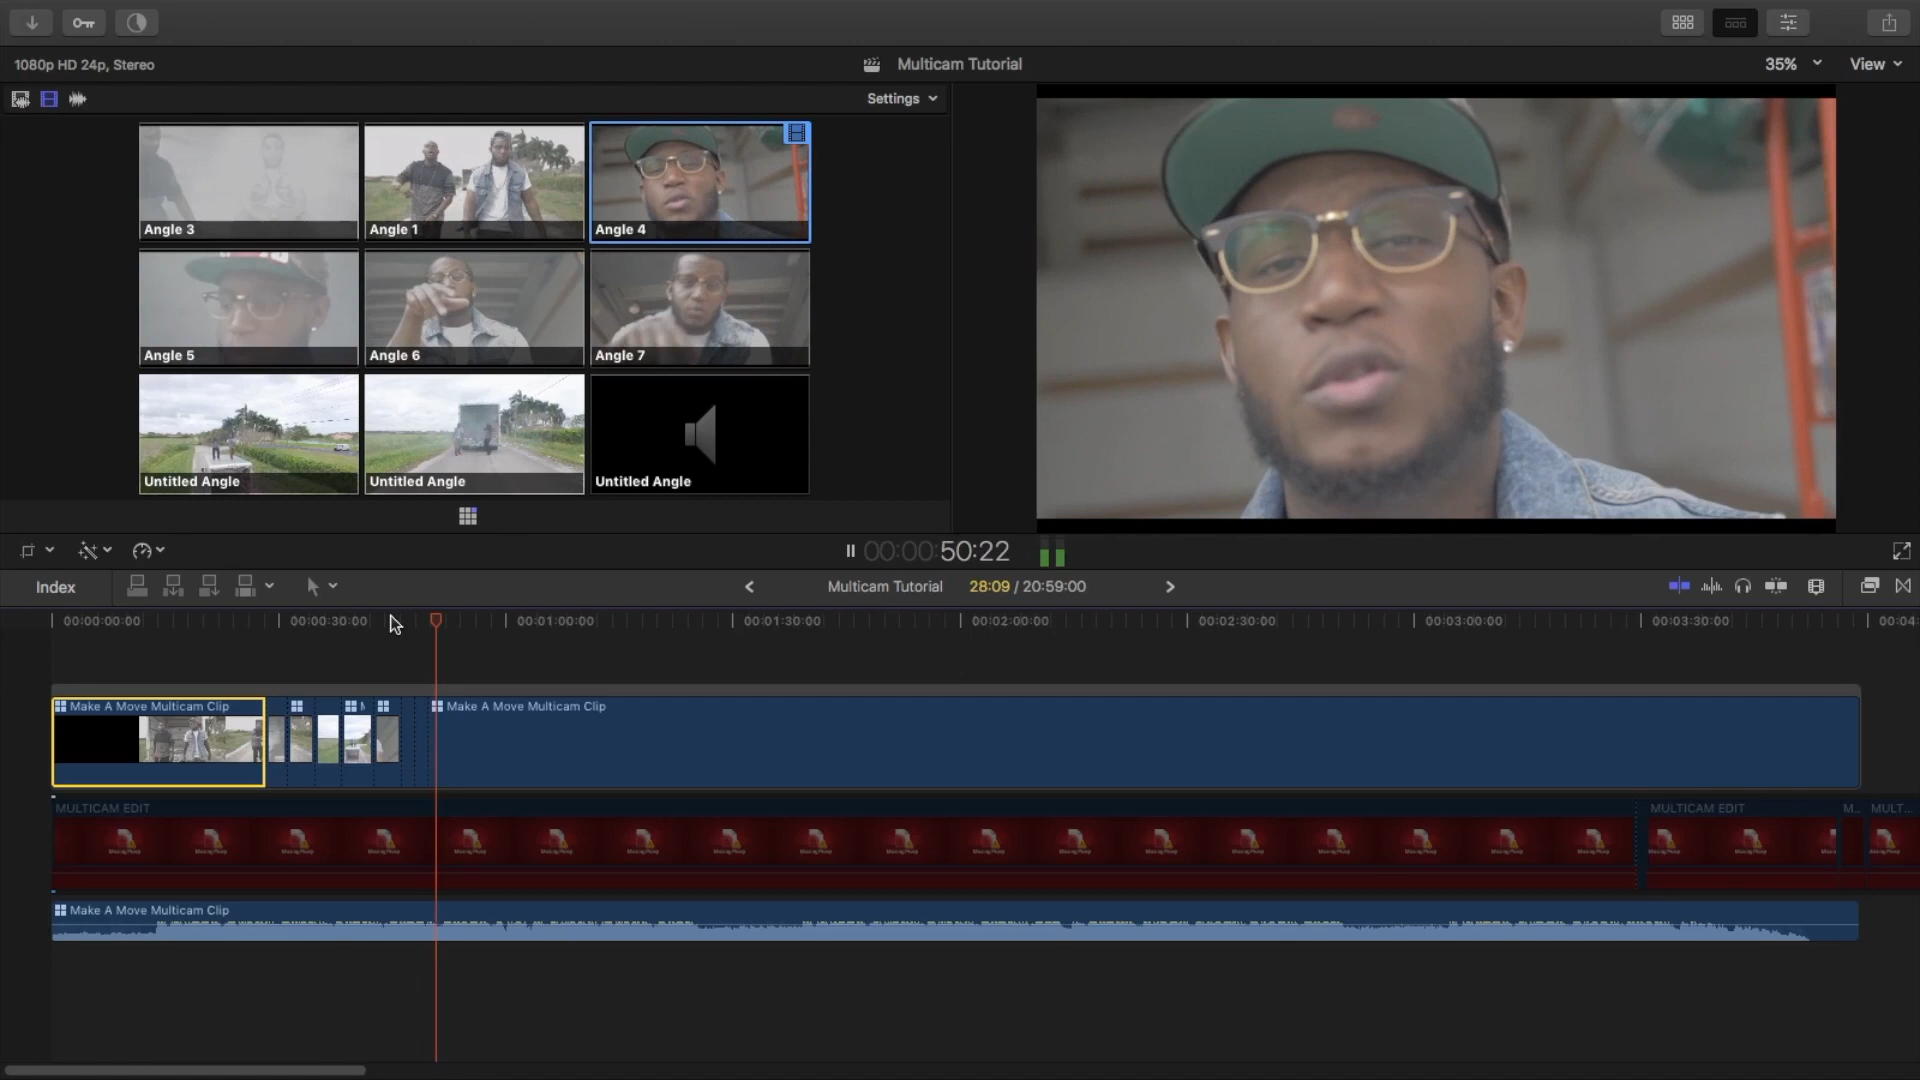 1080p HD 24p, Stereo
Multicam Tutorial
35%
View
Settings
Angle 3
Angle 1
Angle 4
Angle 5
Angle 6
Angle 7
Untitled Angle
Untitled Angle
Untitled Angle
00:00:50:22
Index
Multicam Tutorial
28:09 / 20:59:00
00:00:00:00
00:00:30:00
00:01:00:00
00:01:30:00
00:02:00:00
00:02:30:00
00:03:00:00
00:03:30:00
00:04:
Make A Move Multicam Clip
Make A Move Multicam Clip
MULTICAM EDIT
MULTICAM EDIT
M...
MULT...
Make A Move Multicam Clip